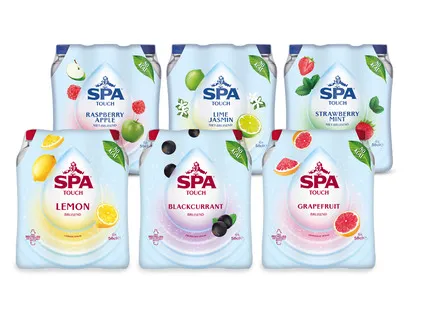 SPA
TOUCH
RASPBERRY
APPLE
SPA
TOUCH
LIME
JASMIN
SPA
TOUCH
STRAWBERRY
MINT
SPA
TOUCH
LEMON
BRUISEND
SPA
TOUCH
BLACKCURRANT
BRUISEND
SPA
TOUCH
GRAPEFRUIT
BRUISEND